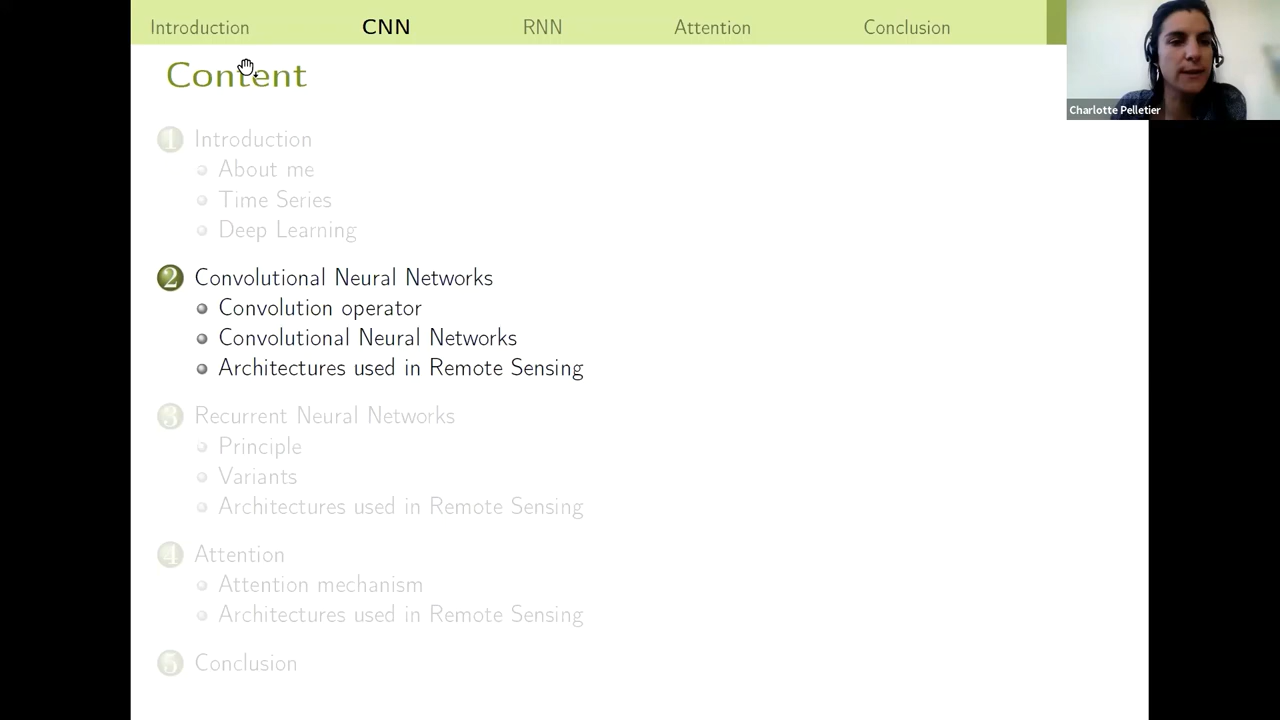 Introduction CNN RNN Attention Conclusion
Charlotte Pelletier
Content
1 Introduction
About me
Time Series
Deep Learning
2 Convolutional Neural Networks
Convolution operator
Convolutional Neural Networks
Architectures used in Remote Sensing
3 Recurrent Neural Networks
Principle
Variants
Architectures used in Remote Sensing
4 Attention
Attention mechanism
Architectures used in Remote Sensing
5 Conclusion